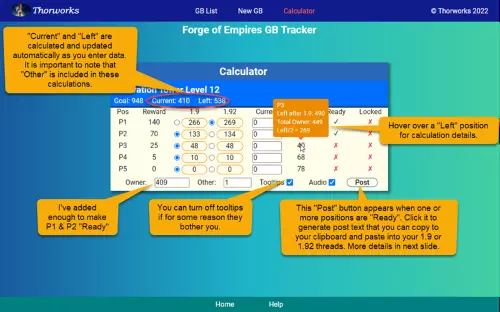 Thorworks
GB List
New GB
Calculator
© Thorworks 2022
Forge of Empires GB Tracker
"Current" and "Left" are
calculated and updated
automatically as you enter data.
It is important to note that
"Other" is included in these
calculations.
Calculator
Tower Level 12
Goal: 948 Current: 410 Left: 538
Pos Reward 1.9 1.92 Ready Locked
P1 140 266 269 0 ✓ ✗
P2 70 133 134 0 ✓ ✗
P3 25 48 48 0 40 ✗ ✗
P4 5 10 10 0 68 ✗ ✗
P5 0 0 0 0 78 ✗ ✗
P3
Left after 1.9: 490
Total Owner: 449
Left/2 = 269
Hover over a "Left" position
for calculation details.
Owner: 409 Other: 1 Tooltips Audio Post
I've added
enough to make
P1 & P2 "Ready"
You can turn off tooltips
if for some reason they
bother you.
This "Post" button appears when one or
more positions are "Ready". Click it to
generate post text that you can copy to
your clipboard and paste into your 1.9 or
1.92 threads. More details in next slide.
Home
Help